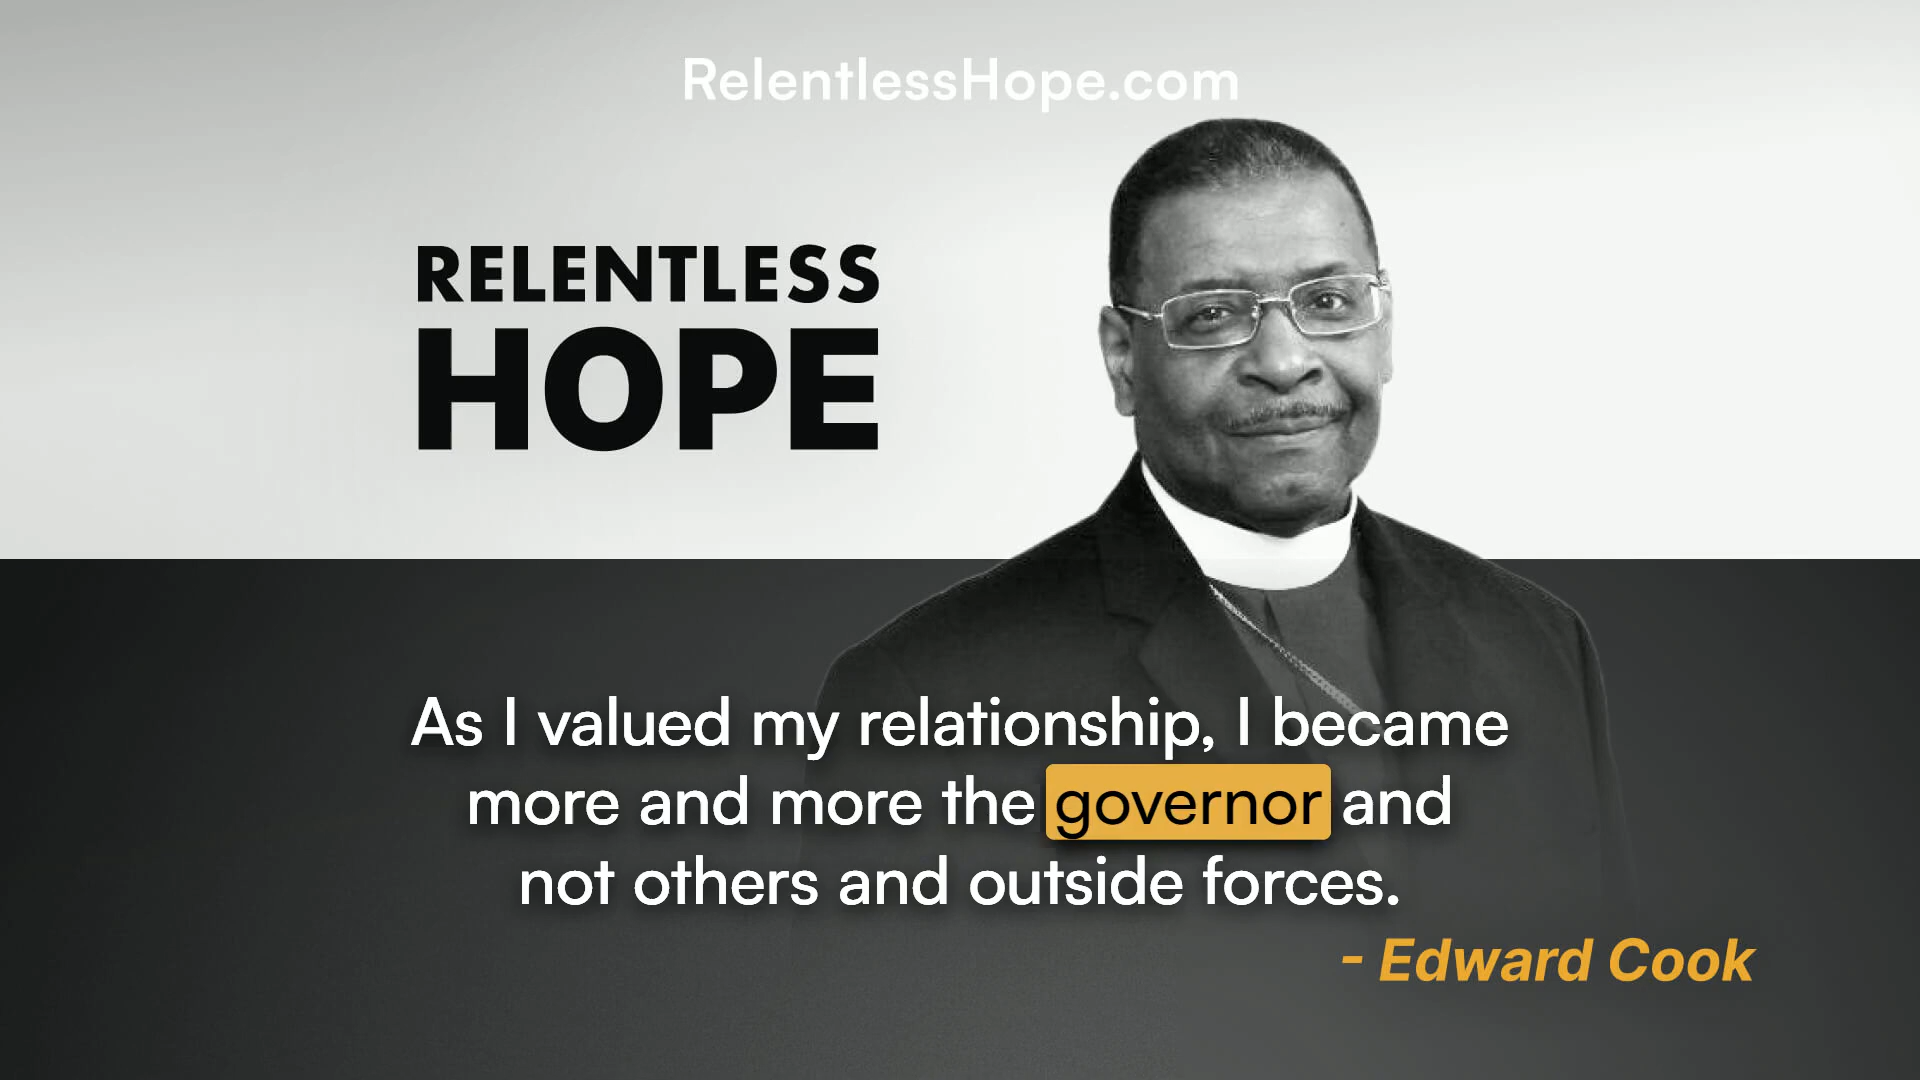 RelentlessHope.com
RELENTLESS
HOPE
As I valued my relationship, I became
more and more the governor and
not others and outside forces.
- Edward Cook